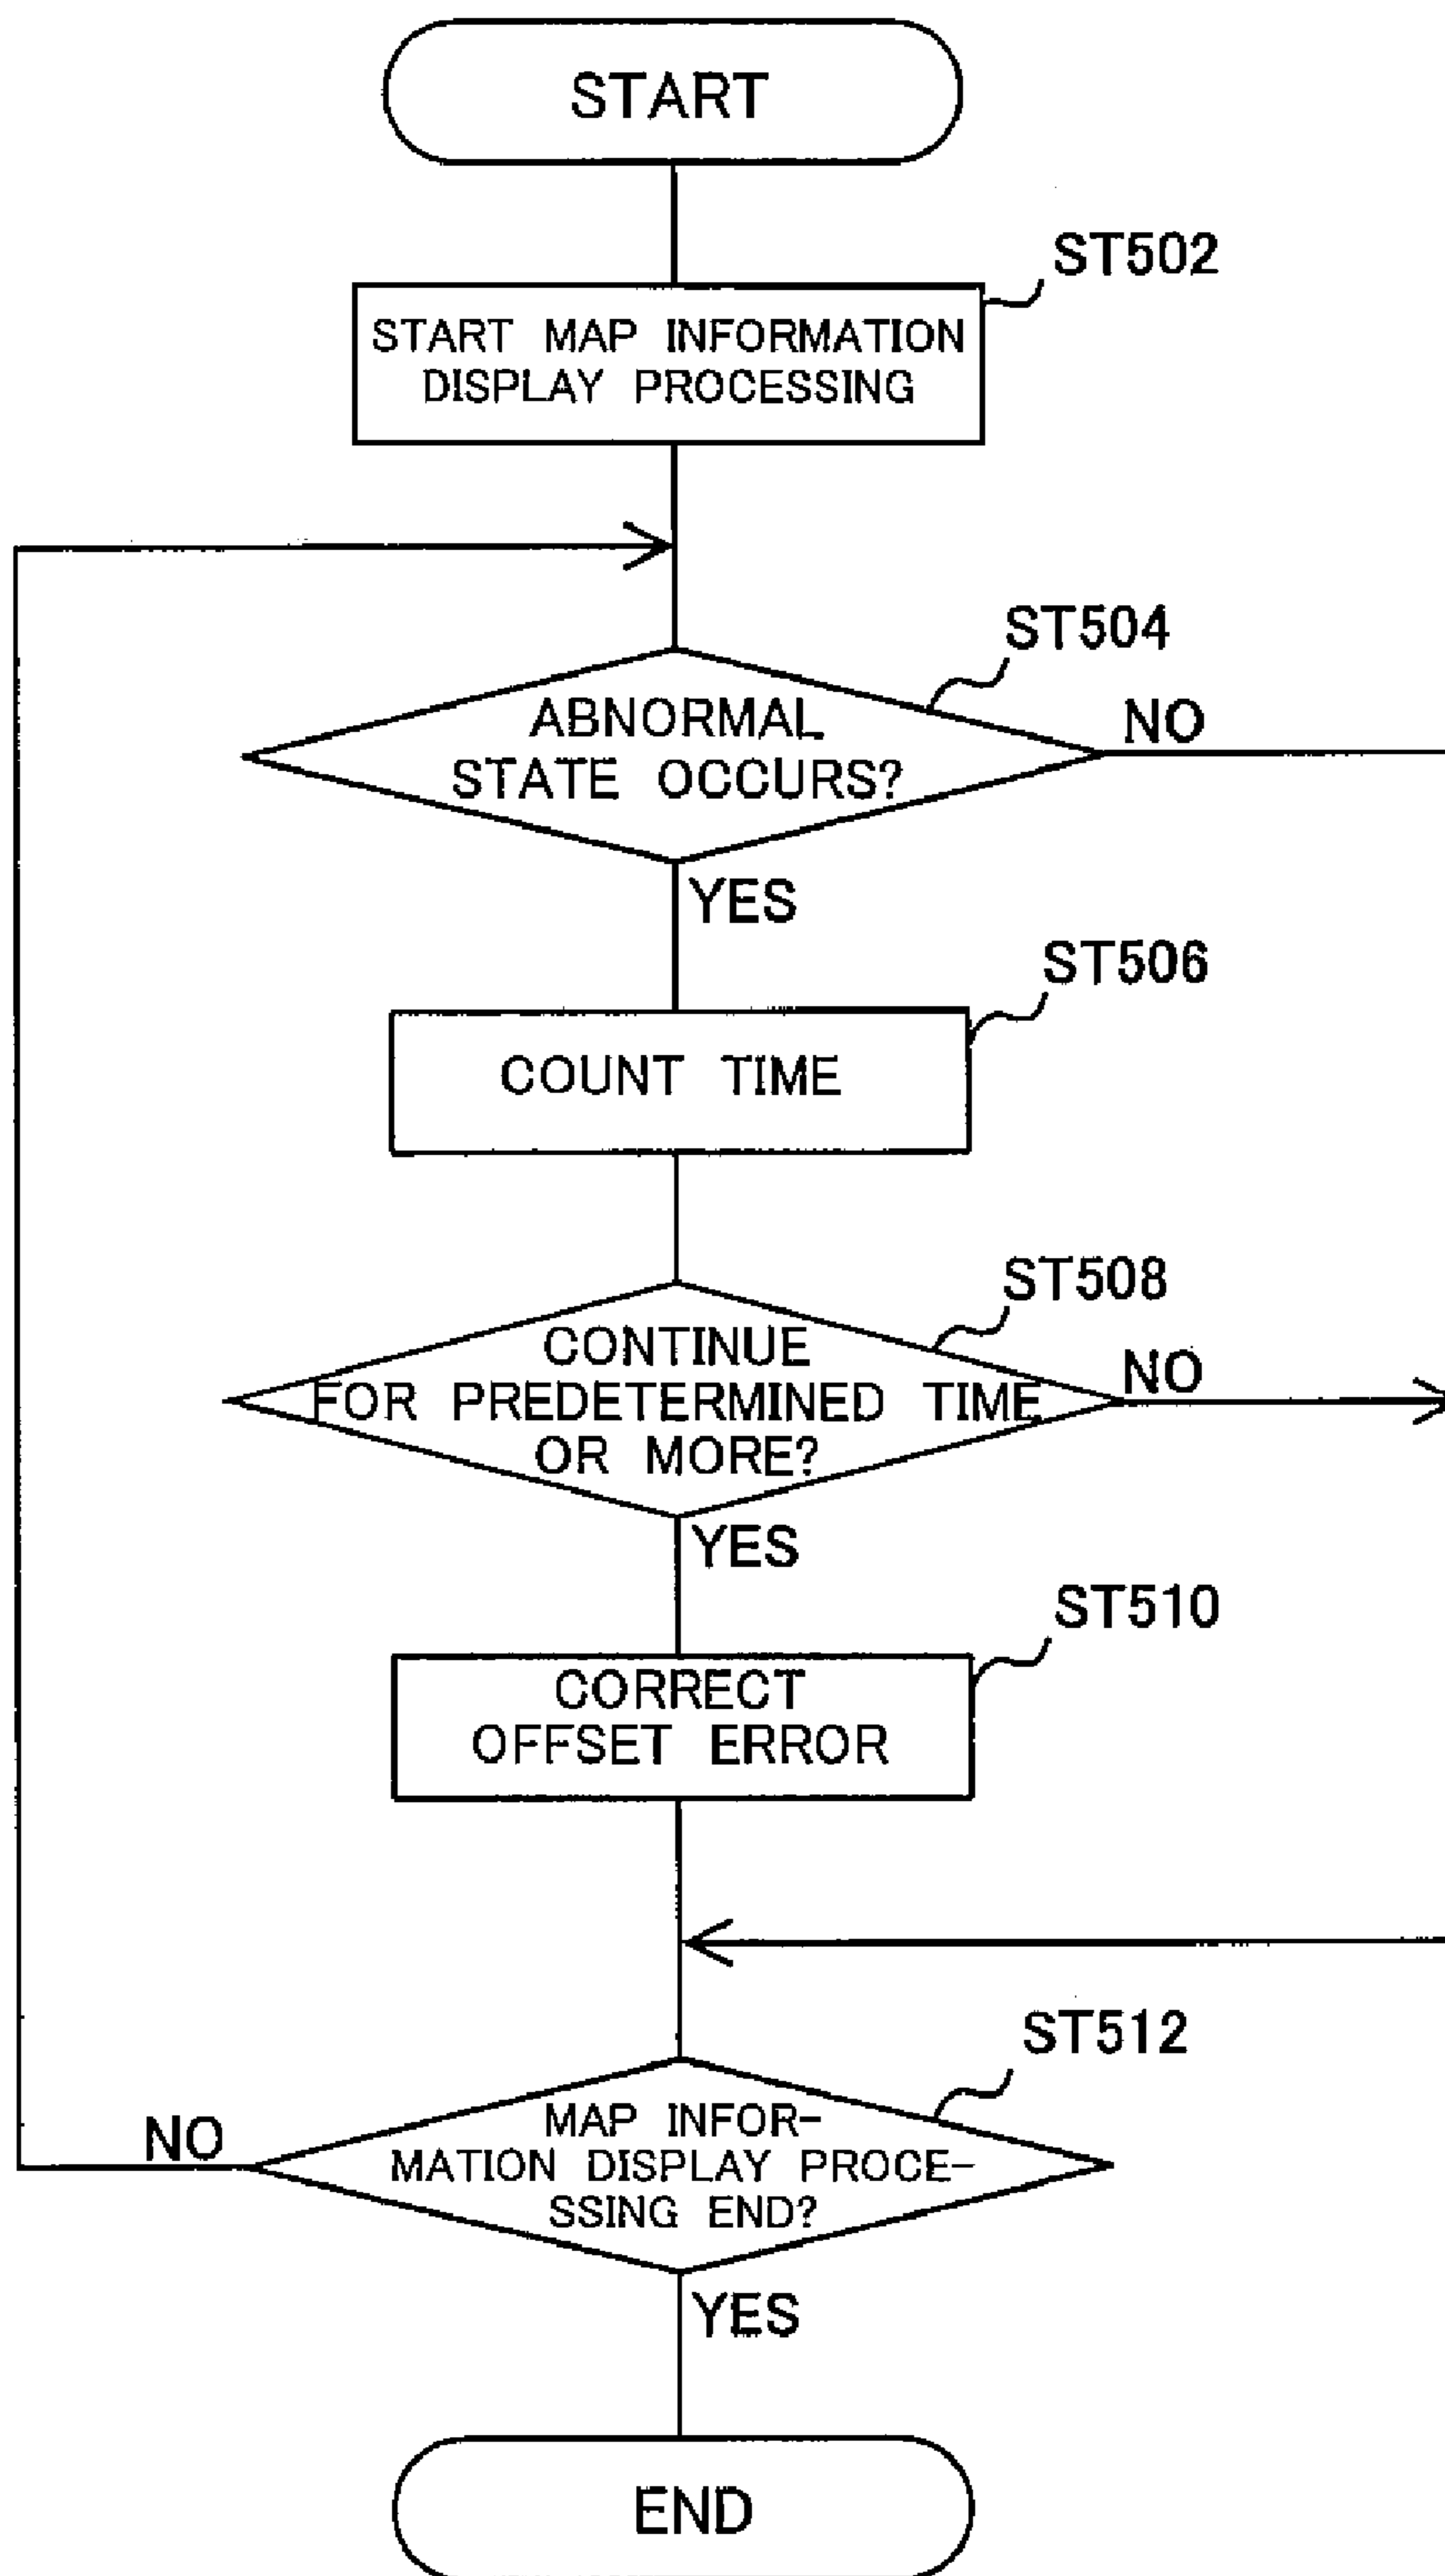 START
ST502
START MAP INFORMATION
DISPLAY PROCESSING
ST504
ABNORMAL
STATE OCCURS?
NO
YES
ST506
COUNT TIME
ST508
CONTINUE
FOR PREDETERMINED TIME
OR MORE?
NO
YES
ST510
CORRECT
OFFSET ERROR
ST512
MAP INFOR-
MATION DISPLAY PROCE-
SSING END?
NO
YES
END